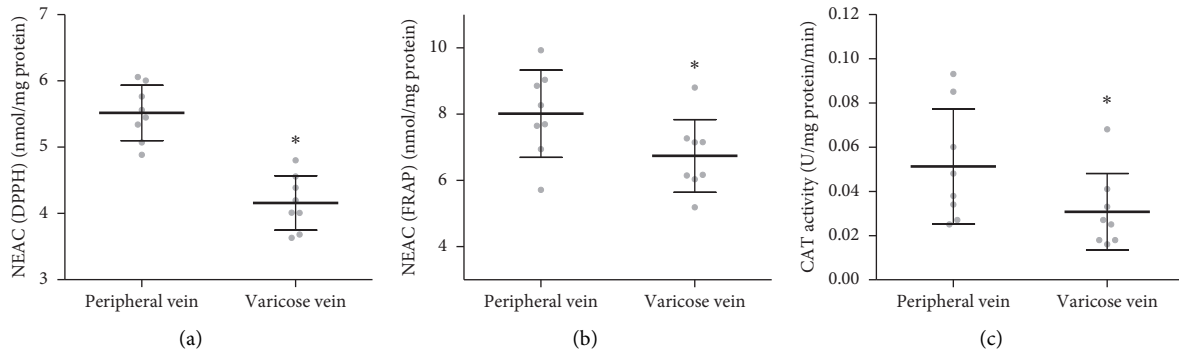 NEAC (DPPH) (nmol/mg protein)
6
5
4
3
*
Peripheral vein
Varicose vein
(a)
NEAC (FRAP) (nmol/mg protein)
10
8
6
4
*
Peripheral vein
Varicose vein
(b)
CAT activity (U/mg protein/min)
0.12
0.10
0.08
0.06
0.04
0.02
0.00
*
Peripheral vein
Varicose vein
(c)